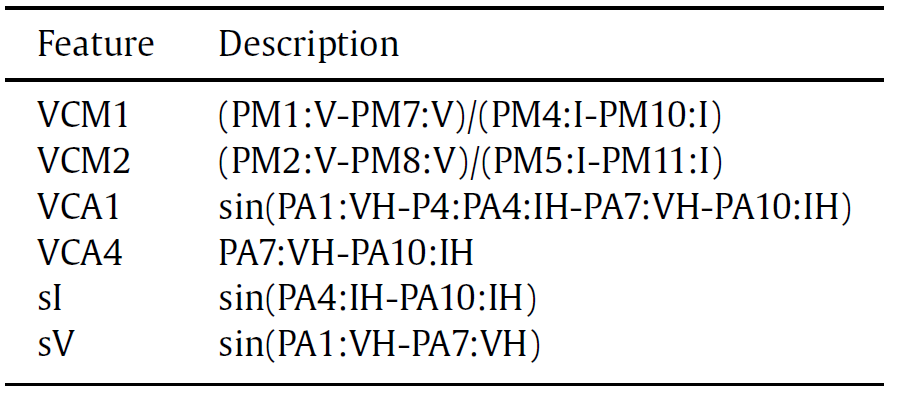 Feature Description
VCM1 (PM1:V-PM7:V)/(PM4:I-PM10:I)
VCM2 (PM2:V-PM8:V)/(PM5:I-PM11:I)
VCA1 sin(PA1:VH-P4:PA4:IH-PA7:VH-PA10:IH)
VCA4 PA7:VH-PA10:IH
sI sin(PA4:IH-PA10:IH)
sV sin(PA1:VH-PA7:VH)